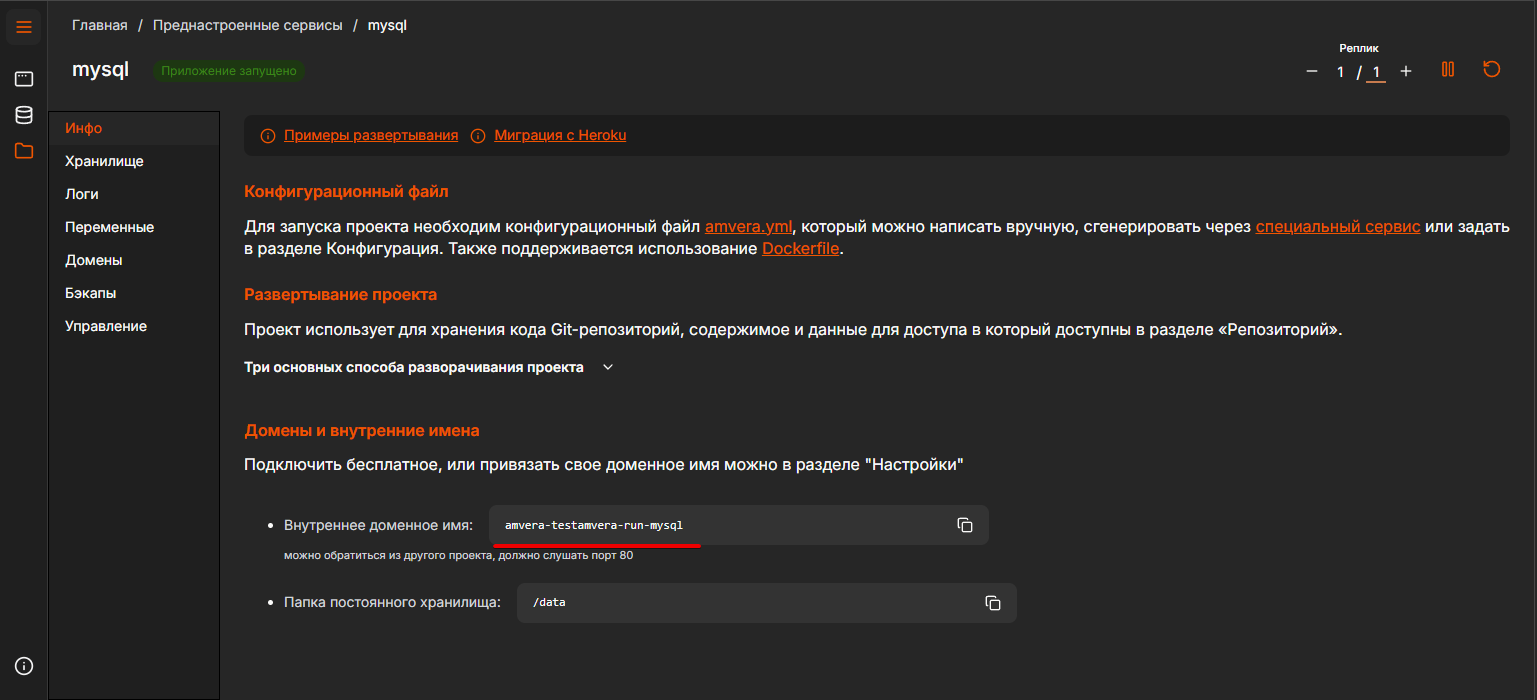 Главная / Преднастроенные сервисы / mysql
mysql
Приложение запущено
Реплик
− 1 / 1 +
Инфо
Хранилище
Логи
Переменные
Домены
Бэкапы
Управление
Примеры развертывания Миграция с Heroku
Конфигурационный файл
Для запуска проекта необходим конфигурационный файл amvera.yml, который можно написать вручную, сгенерировать через специальный сервис или задать
в разделе Конфигурация. Также поддерживается использование Dockerfile.
Развертывание проекта
Проект использует для хранения кода Git-репозиторий, содержимое и данные для доступа в который доступны в разделе «Репозиторий».
Три основных способа разворачивания проекта
Домены и внутренние имена
Подключить бесплатное, или привязать свое доменное имя можно в разделе "Настройки"
Внутреннее доменное имя: amvera-testamvera-run-mysql
можно обратиться из другого проекта, должно слушать порт 80
Папка постоянного хранилища: /data